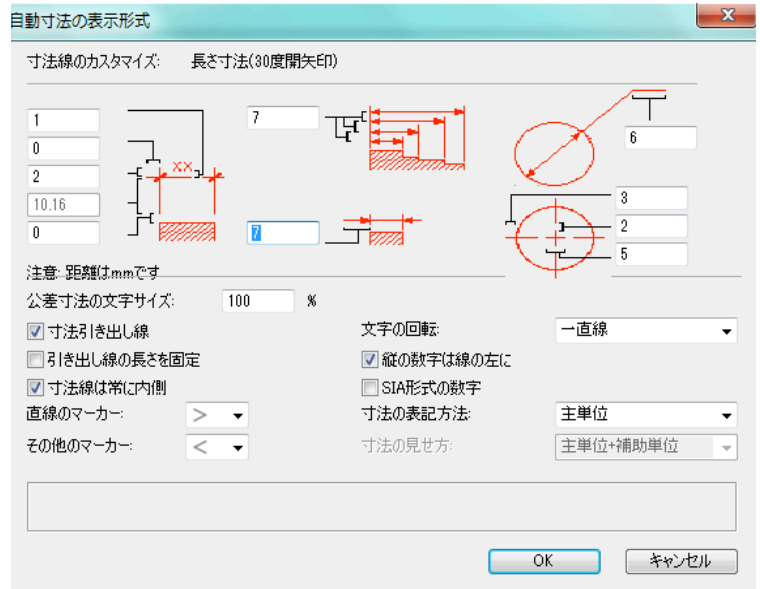 自動寸法の表示形式
x
寸法線のカスタマイズ: 長さ寸法(30度開矢印)
1
0
2
10.16
0
XX
7
7
6
3
2
5
注意: 距離はmmです
公差寸法の文字サイズ: 100 %
寸法引き出し線 文字の回転: 一直線
引き出し線の長さを固定 縦の数字は線の左に
寸法線は常に内側 SIA形式の数字
直線のマーカー: > 寸法の表記方法: 主単位
その他のマーカー: < 寸法の見せ方: 主単位+補助単位
OK キャンセル